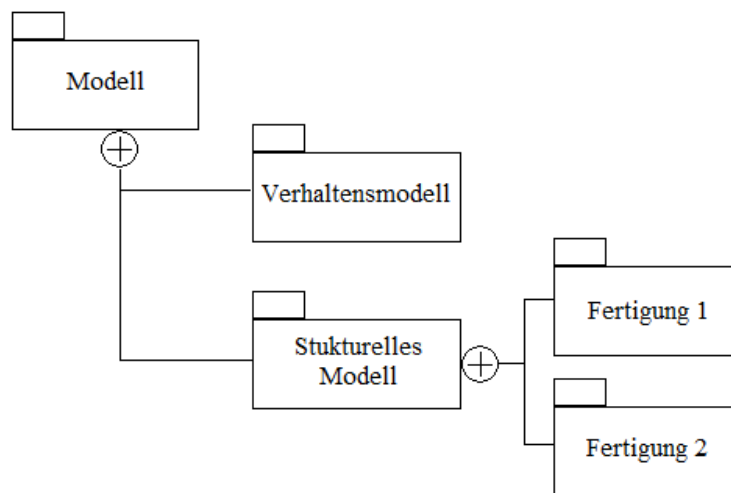 Modell
Verhaltensmodell
Stukturelles
Modell
Fertigung 1
Fertigung 2